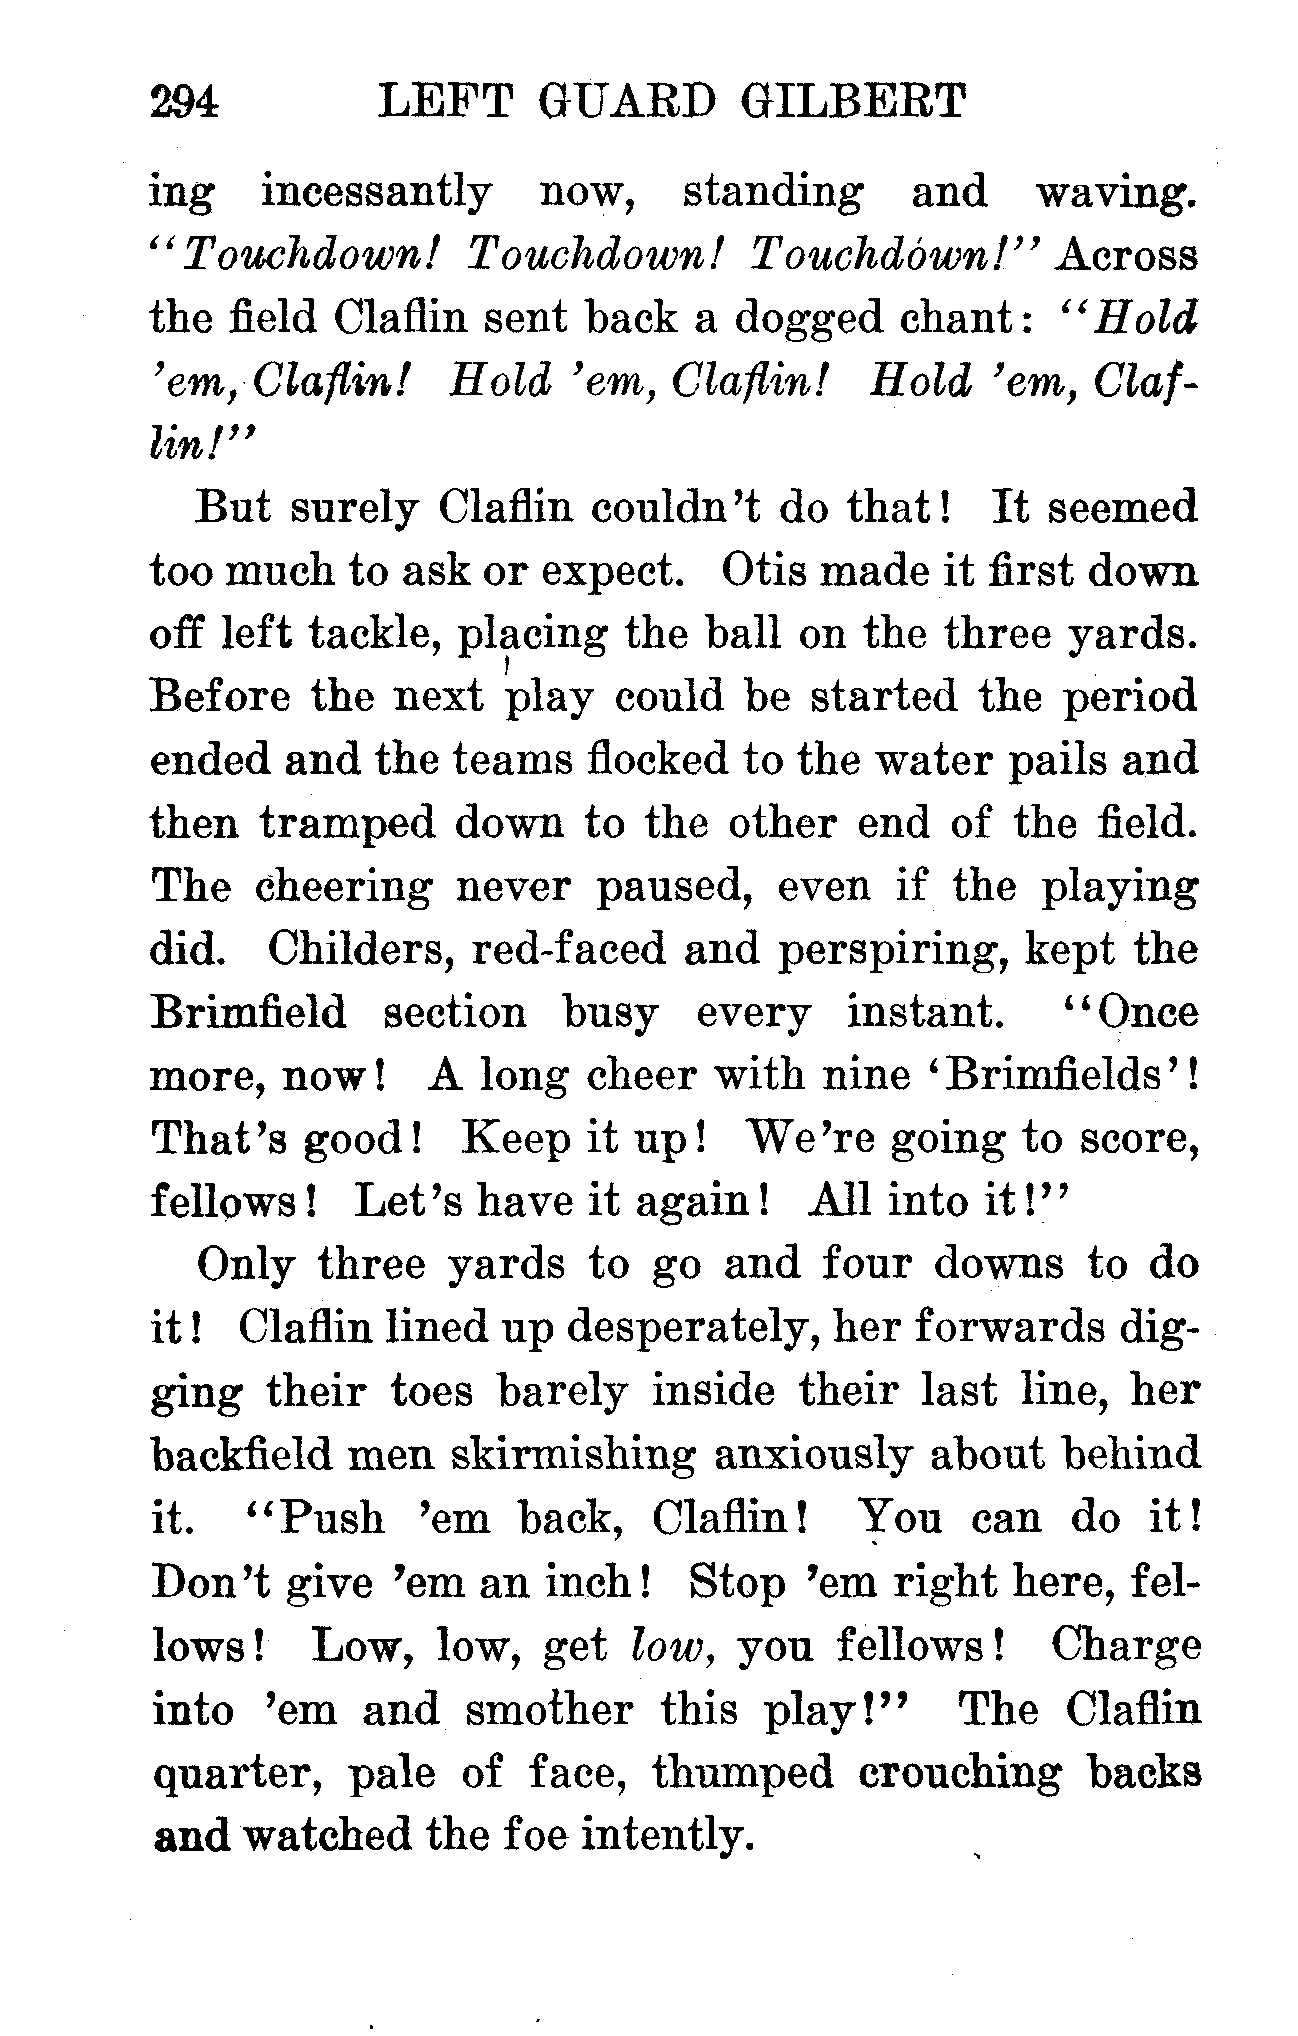 294 LEFT GUARD GILBERT
ing incessantly now, standing and waving.
“Touchdown! Touchdown! Touchdown!” Across
the field Claflin sent back a dogged chant: “Hold
’em, Claflin! Hold ’em, Claflin! Hold ’em, Claf-
lin!”
But surely Claflin couldn’t do that! It seemed
too much to ask or expect. Otis made it first down
off left tackle, placing the ball on the three yards.
Before the next play could be started the period
ended and the teams flocked to the water pails and
then tramped down to the other end of the field.
The cheering never paused, even if the playing
did. Childers, red-faced and perspiring, kept the
Brimfield section busy every instant. “Once
more, now! A long cheer with nine ‘Brimfields’!
That’s good! Keep it up! We’re going to score,
fellows! Let’s have it again! All into it!”
Only three yards to go and four downs to do
it! Claflin lined up desperately, her forwards dig-
ging their toes barely inside their last line, her
backfield men skirmishing anxiously about behind
it. “Push ’em back, Claflin! You can do it!
Don’t give ’em an inch! Stop ’em right here, fel-
lows! Low, low, get low, you fellows! Charge
into ’em and smother this play!” The Claflin
quarter, pale of face, thumped crouching backs
and watched the foe intently.